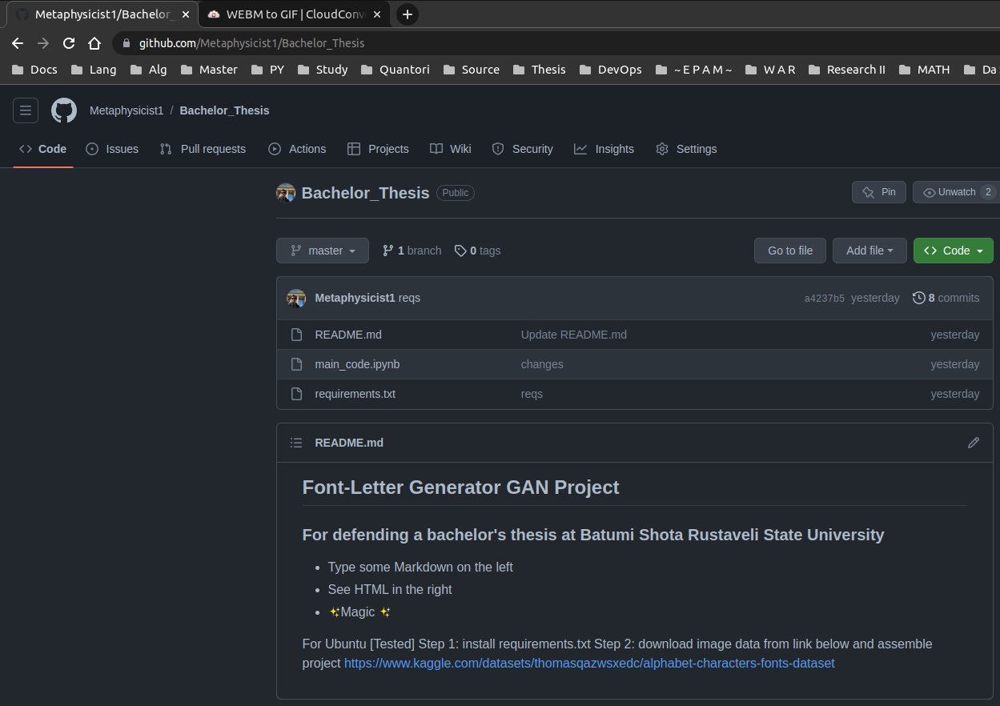 Metaphysicist1/Bachelor_
WEBM to GIF | CloudConv
github.com/Metaphysicist1/Bachelor_Thesis
Docs Lang Alg Master PY Study Quantori Source Thesis DevOps ~ E P A M ~ W A R Research II MATH Da
Metaphysicist1 / Bachelor_Thesis
Code Issues Pull requests Actions Projects Wiki Security Insights Settings
Bachelor_Thesis Public Pin Unwatch 2
master 1 branch 0 tags Go to file Add file Code
Metaphysicist1 reqs a4237b5 yesterday 8 commits
README.md Update README.md yesterday
main_code.ipynb changes yesterday
requirements.txt reqs yesterday
README.md
Font-Letter Generator GAN Project
For defending a bachelor's thesis at Batumi Shota Rustaveli State University
• Type some Markdown on the left
• See HTML in the right
• ✨Magic ✨
For Ubuntu [Tested] Step 1: install requirements.txt Step 2: download image data from link below and assemble
project https://www.kaggle.com/datasets/thomasqazwsxedc/alphabet-characters-fonts-dataset